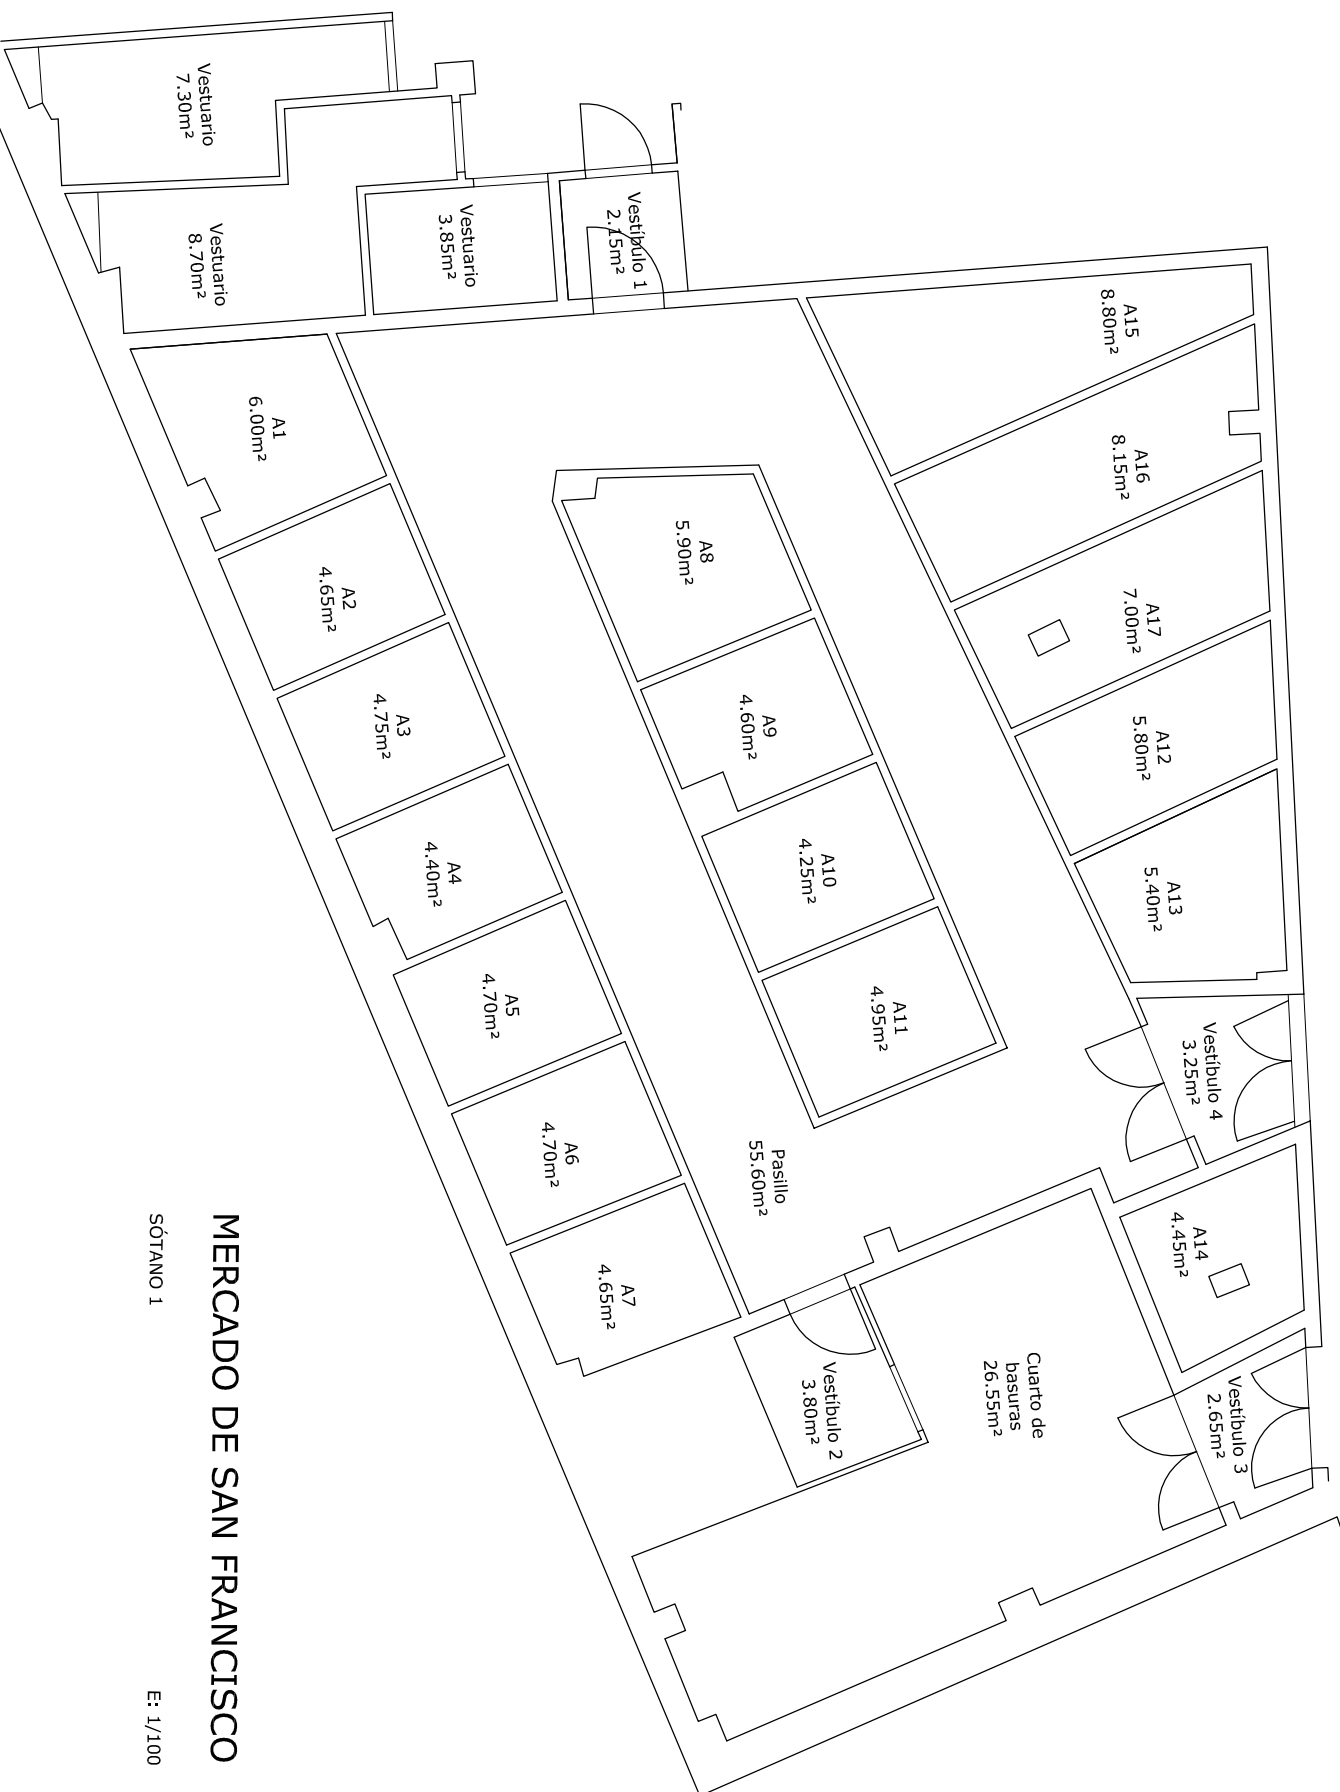 Vestuario
7.30m²
Vestuario
8.70m²
Vestuario
3.85m²
Vestíbulo 1
2.15m²
A1
6.00m²
A2
4.65m²
A3
4.75m²
A4
4.40m²
A5
4.70m²
A6
4.70m²
A7
4.65m²
A8
5.90m²
A9
4.60m²
A10
4.25m²
A11
4.95m²
A15
8.80m²
A16
8.15m²
A17
7.00m²
A12
5.80m²
A13
5.40m²
Vestíbulo 4
3.25m²
A14
4.45m²
Pasillo
55.60m²
Vestíbulo 2
3.80m²
Cuarto de
basuras
26.55m²
Vestíbulo 3
2.65m²
MERCADO DE SAN FRANCISCO
SÓTANO 1
E: 1/100